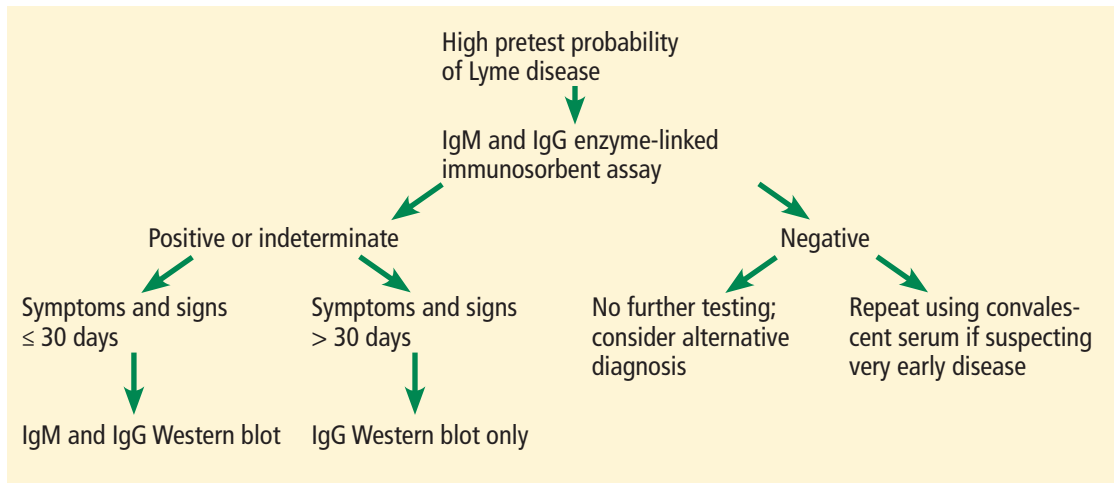 High pretest probability
of Lyme disease
IgM and IgG enzyme-linked
immunosorbent assay
Positive or indeterminate
Negative
Symptoms and signs
≤ 30 days
Symptoms and signs
> 30 days
No further testing;
consider alternative
diagnosis
Repeat using convales-
cent serum if suspecting
very early disease
IgM and IgG Western blot
IgG Western blot only